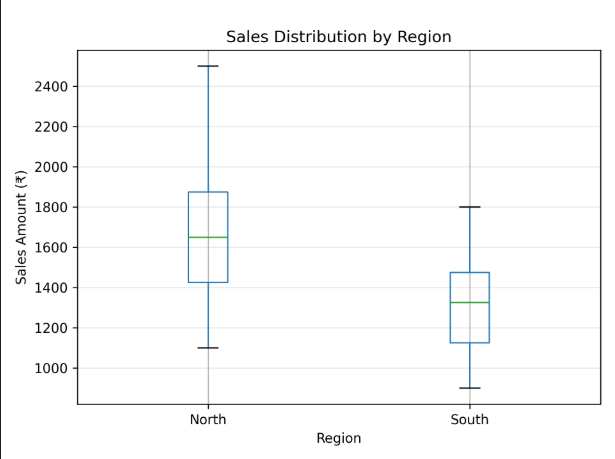 Sales Distribution by Region
Sales Amount (₹)
2400
2200
2000
1800
1600
1400
1200
1000
North South
Region